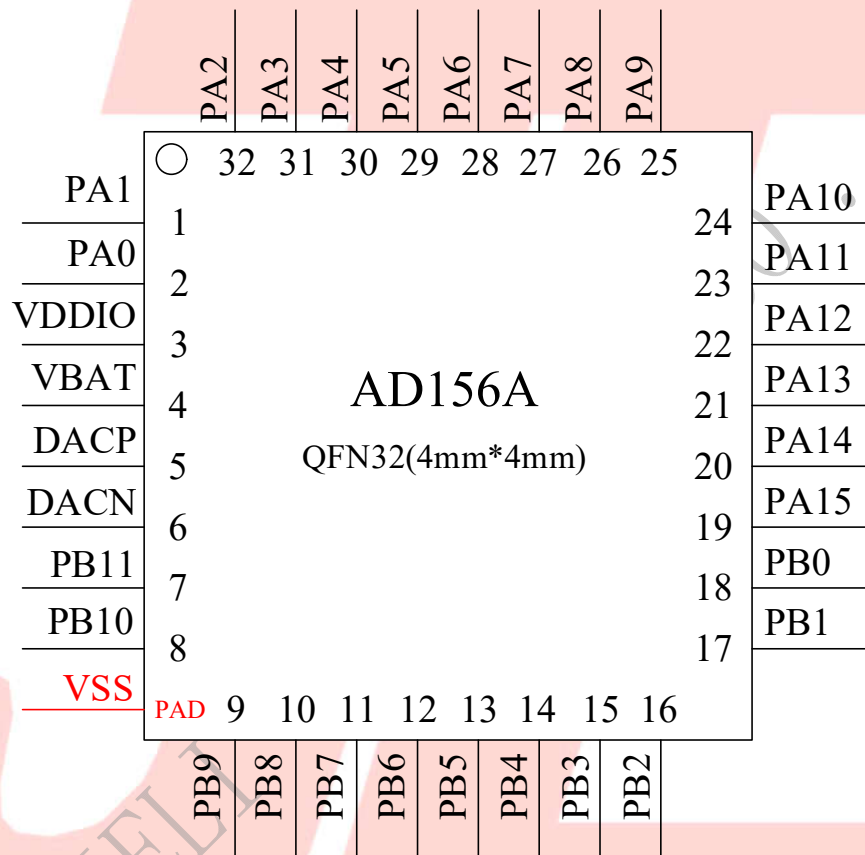 PA2 PA3 PA4 PA5 PA6 PA7 PA8 PA9
32 31 30 29 28 27 26 25
PA1 1 24 PA10
PA0 2 23 PA11
VDDIO 3 22 PA12
VBAT 4 21 PA13
AD156A
DACP 5 20 PA14
QFN32(4mm*4mm)
DACN 6 19 PA15
PB11 7 18 PB0
PB10 8 17 PB1
VSS PAD 9 10 11 12 13 14 15 16
PB9 PB8 PB7 PB6 PB5 PB4 PB3 PB2